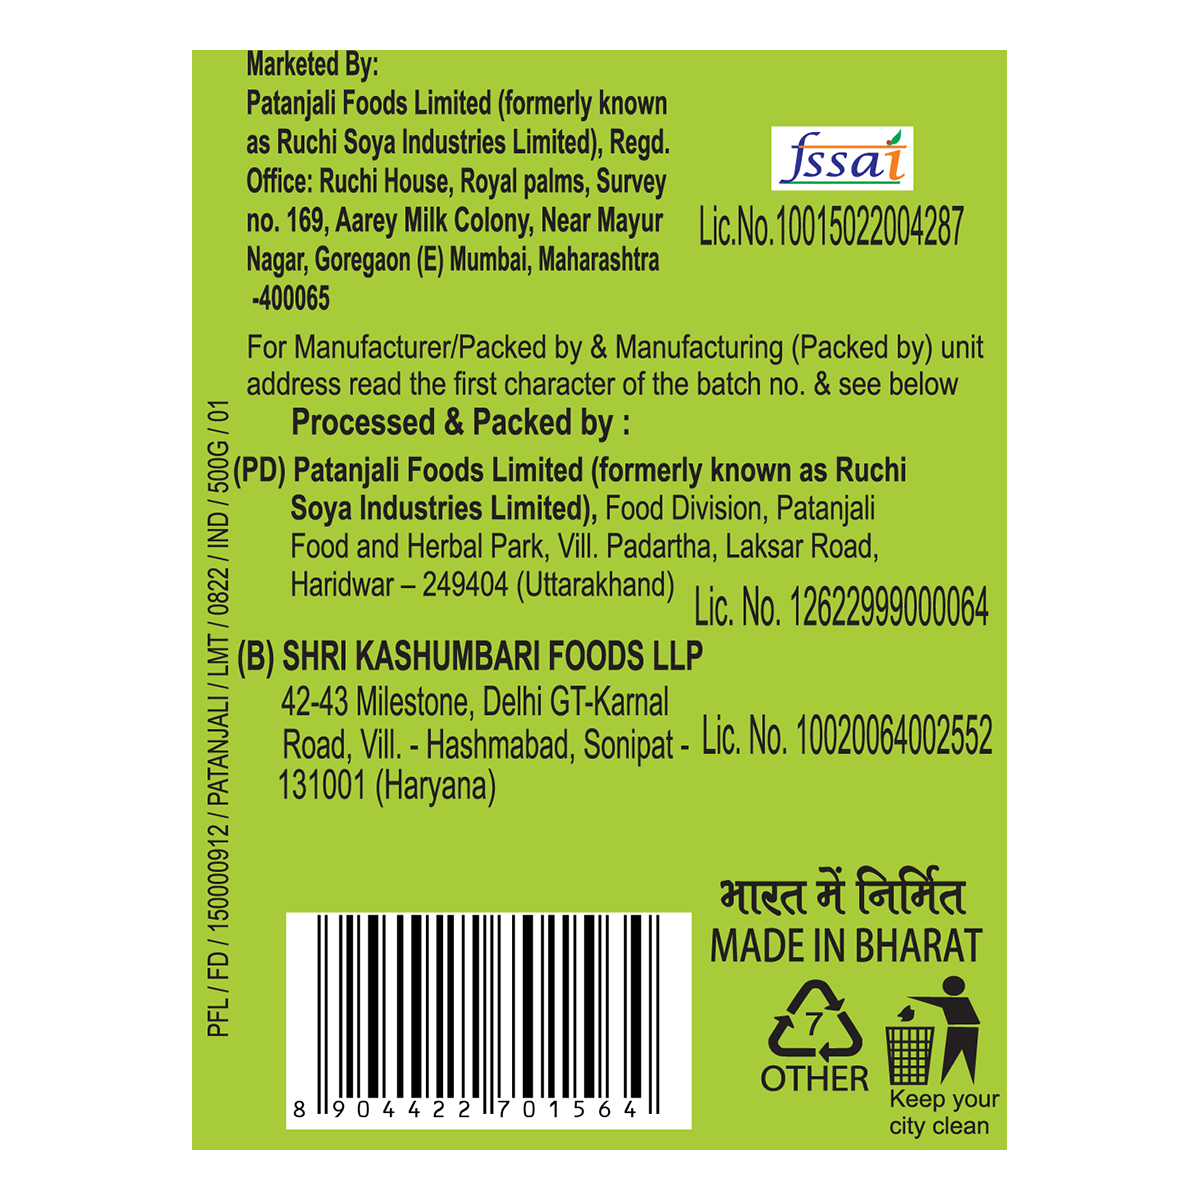 Marketed By:
Patanjali Foods Limited (formerly known
as Ruchi Soya Industries Limited), Regd.
Office: Ruchi House, Royal palms, Survey
no. 169, Aarey Milk Colony, Near Mayur
Nagar, Goregaon (E) Mumbai, Maharashtra
-400065
fssai
Lic.No.10015022004287
For Manufacturer/Packed by & Manufacturing (Packed by) unit
address read the first character of the batch no. & see below
Processed & Packed by :
(PD) Patanjali Foods Limited (formerly known as Ruchi
Soya Industries Limited), Food Division, Patanjali
Food and Herbal Park, Vill. Padartha, Laksar Road,
Haridwar – 249404 (Uttarakhand)
Lic. No. 12622999000064
(B) SHRI KASHUMBARI FOODS LLP
42-43 Milestone, Delhi GT-Karnal
Road, Vill. - Hashmabad, Sonipat -
131001 (Haryana)
Lic. No. 10020064002552
PFL / FD / 150000912 / PATANJALI / LMT / 0822 / IND / 500G / 01
8 904422 701564
भारत में निर्मित
MADE IN BHARAT
7
OTHER
Keep your
city clean